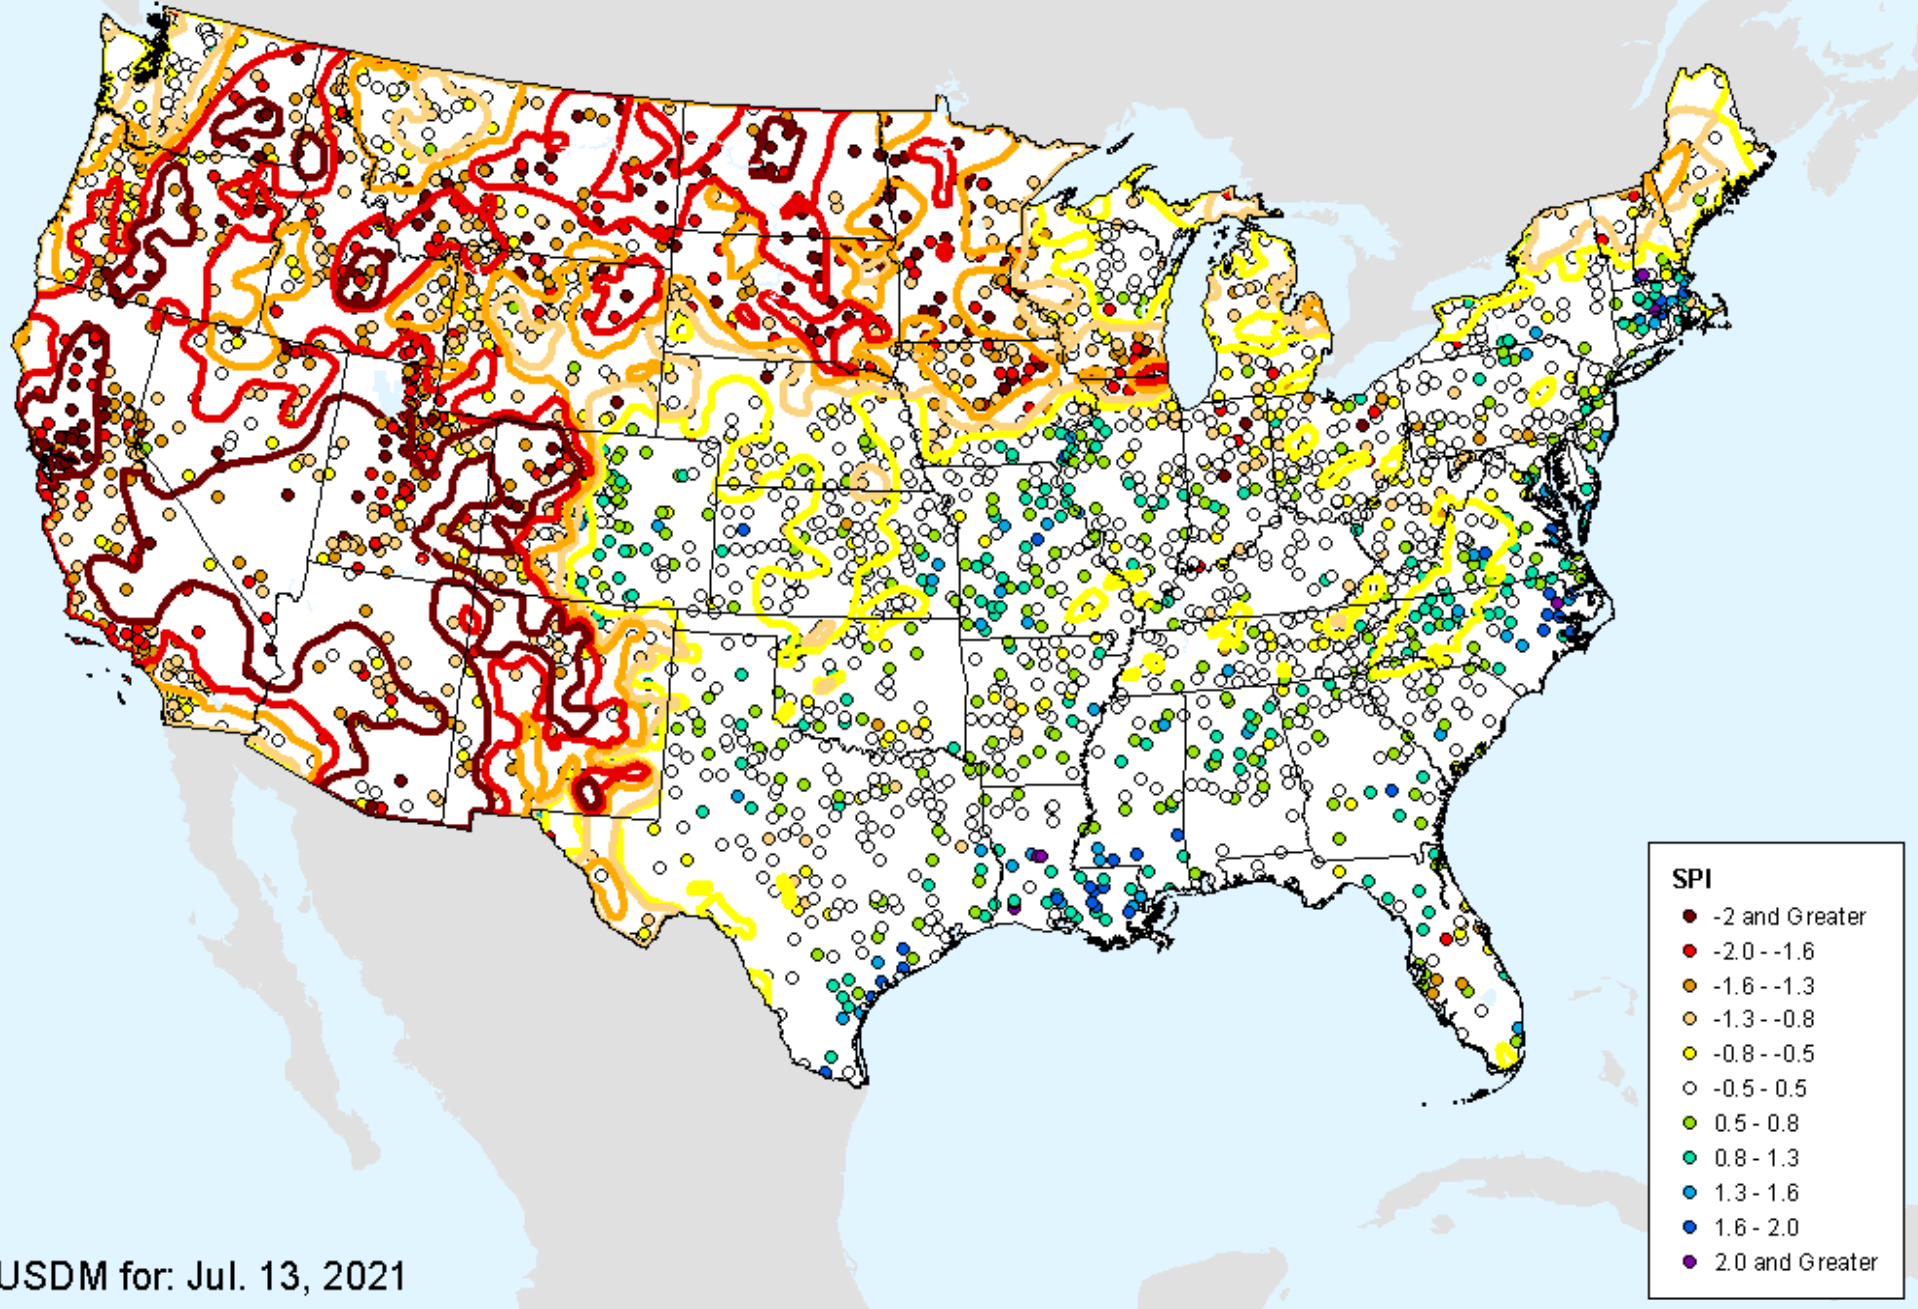 SPI
-2 and Greater
-2.0 - -1.6
-1.6 - -1.3
-1.3 - -0.8
-0.8 - -0.5
-0.5 - 0.5
0.5 - 0.8
0.8 - 1.3
1.3 - 1.6
1.6 - 2.0
2.0 and Greater
USDM for: Jul. 13, 2021